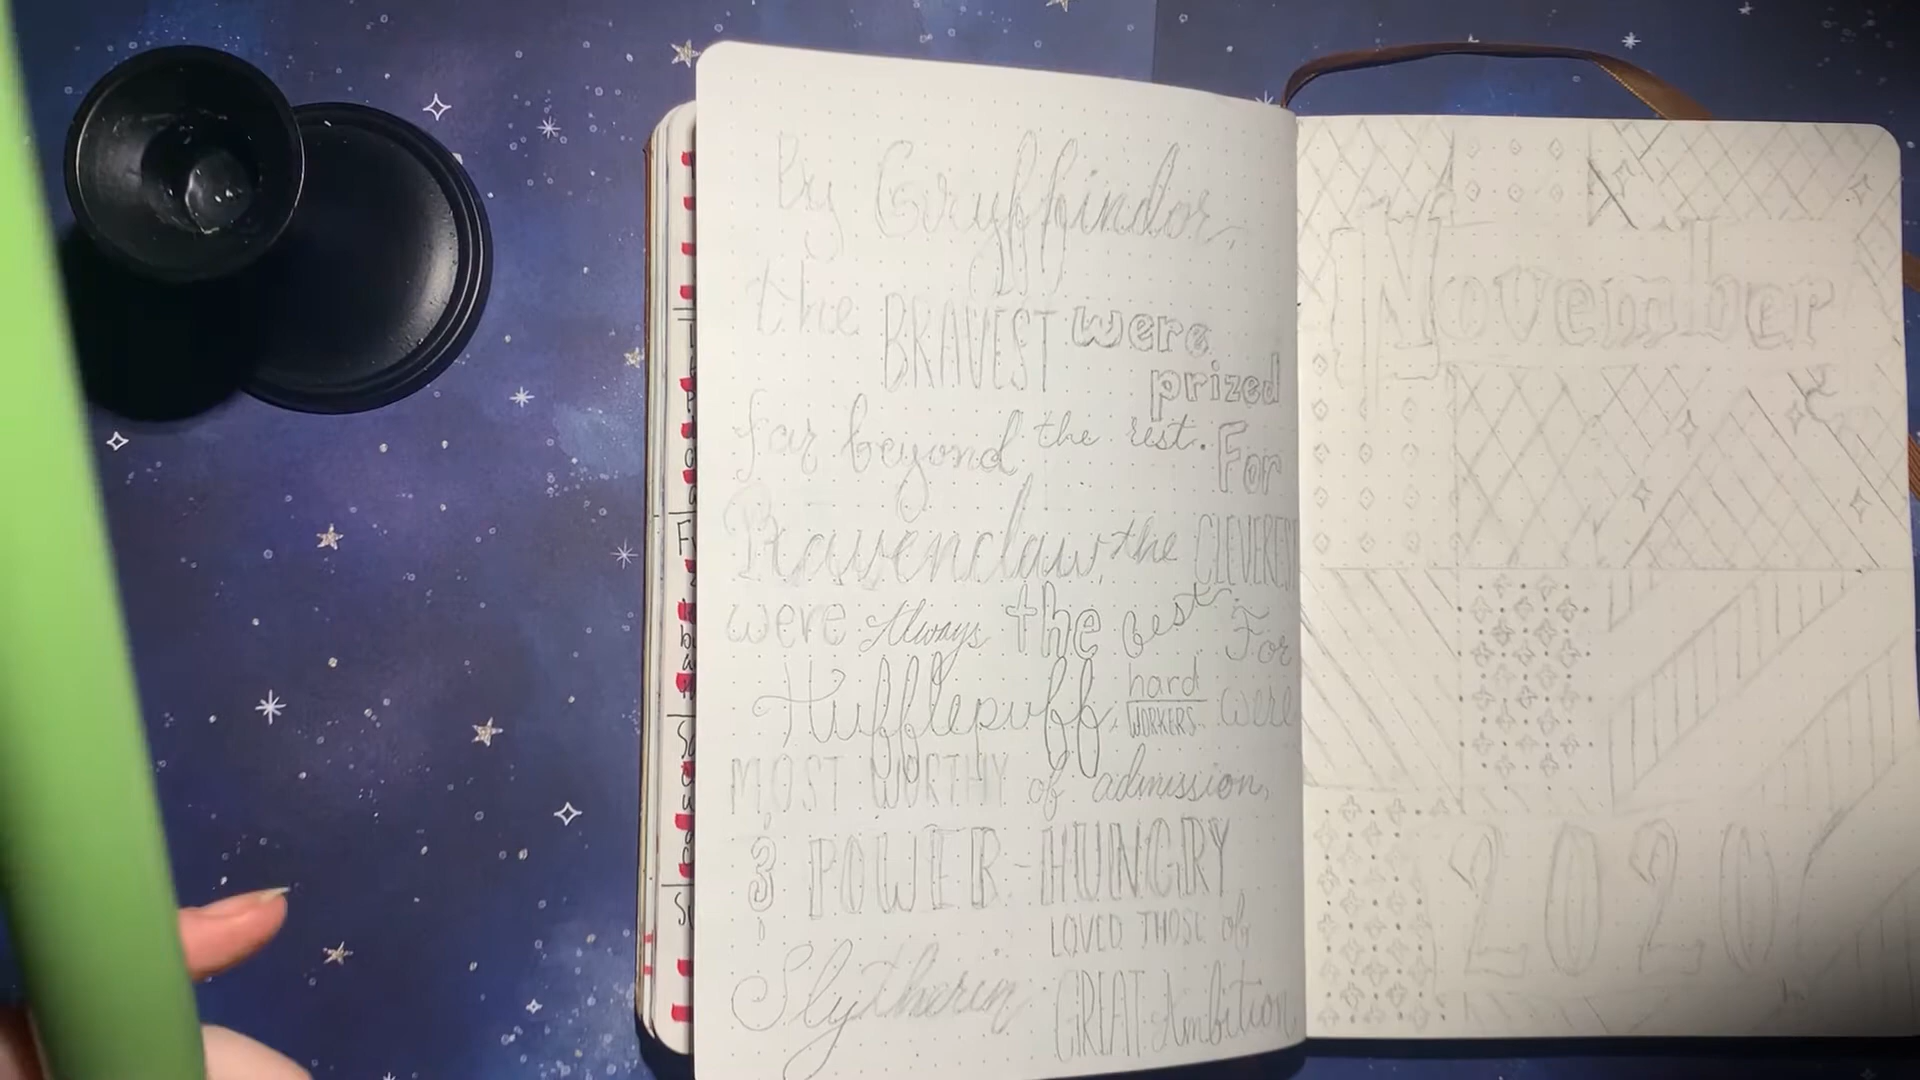 By Gryffindor,
the BRAVEST were
prized
far beyond the rest. For
Ravenclaw, the CLEVEREST
were Always the best For
Hufflepuff, hard WORKERS were
MOST WORTHY of admission,
& POWER-HUNGRY
LOVED THOSE of
Slytherin GREAT Ambition
November
2020